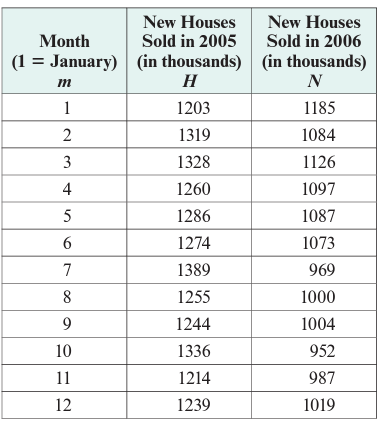 Month
(1 = January)
m
New Houses
Sold in 2005
(in thousands)
H
New Houses
Sold in 2006
(in thousands)
N
1 1203 1185
2 1319 1084
3 1328 1126
4 1260 1097
5 1286 1087
6 1274 1073
7 1389 969
8 1255 1000
9 1244 1004
10 1336 952
11 1214 987
12 1239 1019